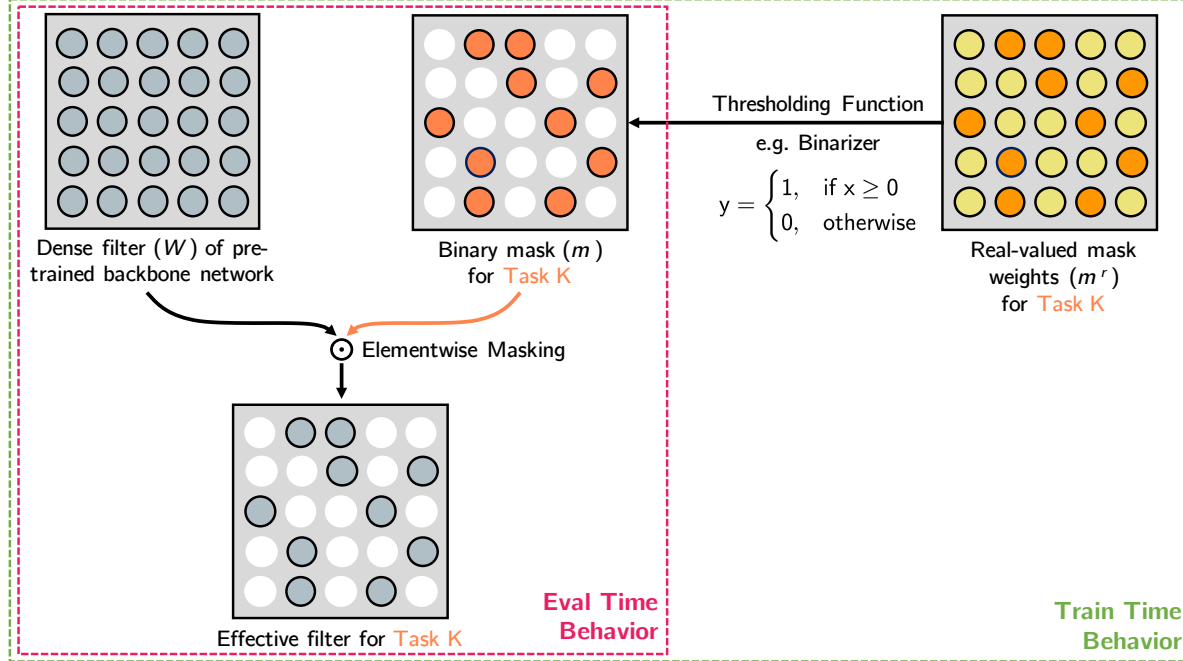 Dense filter (W) of pre-
trained backbone network
Binary mask (m)
for Task K
Thresholding Function
e.g. Binarizer
y = {1, if x ≥ 0
0, otherwise
Real-valued mask
weights (m^r)
for Task K
⊙ Elementwise Masking
Effective filter for Task K
Eval Time
Behavior
Train Time
Behavior